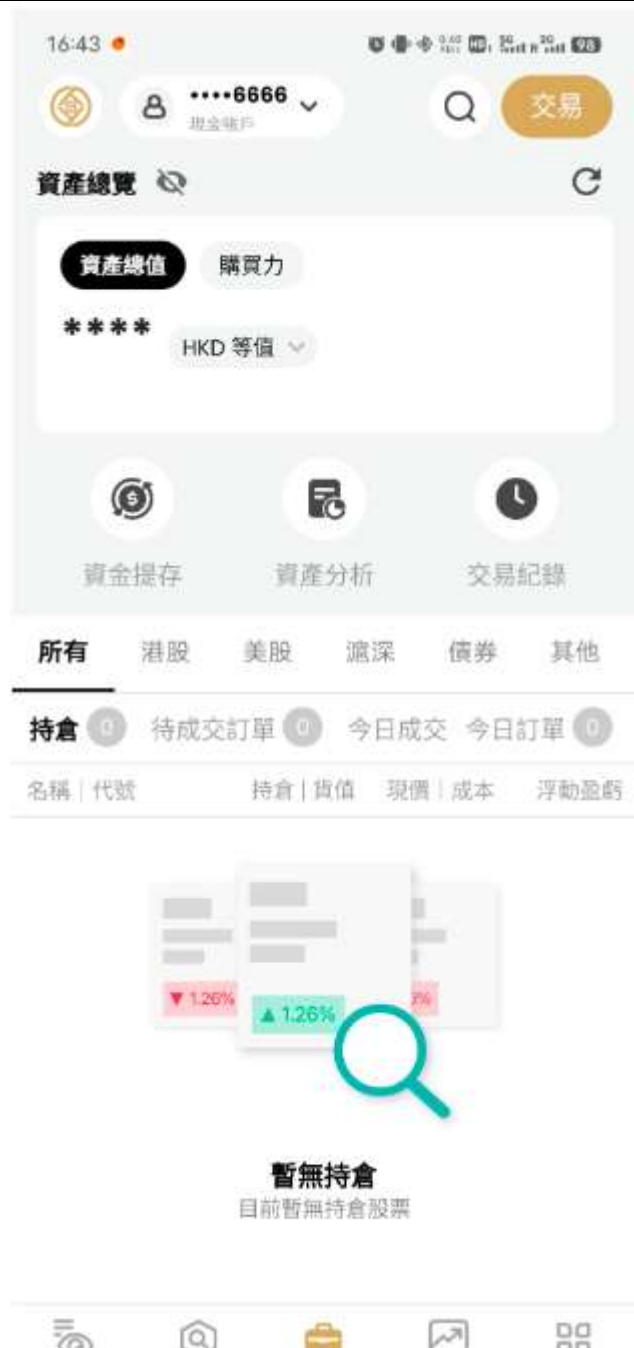 16:43
98
••••6666
現金帳戶
交易
資產總覽
資產總值 購買力
****
HKD 等值
資金提存 資產分析 交易紀錄
所有 港股 美股 滬深 債券 其他
持倉 0 待成交訂單 0 今日成交 今日訂單 0
名稱 | 代號 持倉 | 貨值 現價 | 成本 浮動盈虧
▼ 1.26% ▲ 1.26%
暫無持倉
目前暫無持倉股票